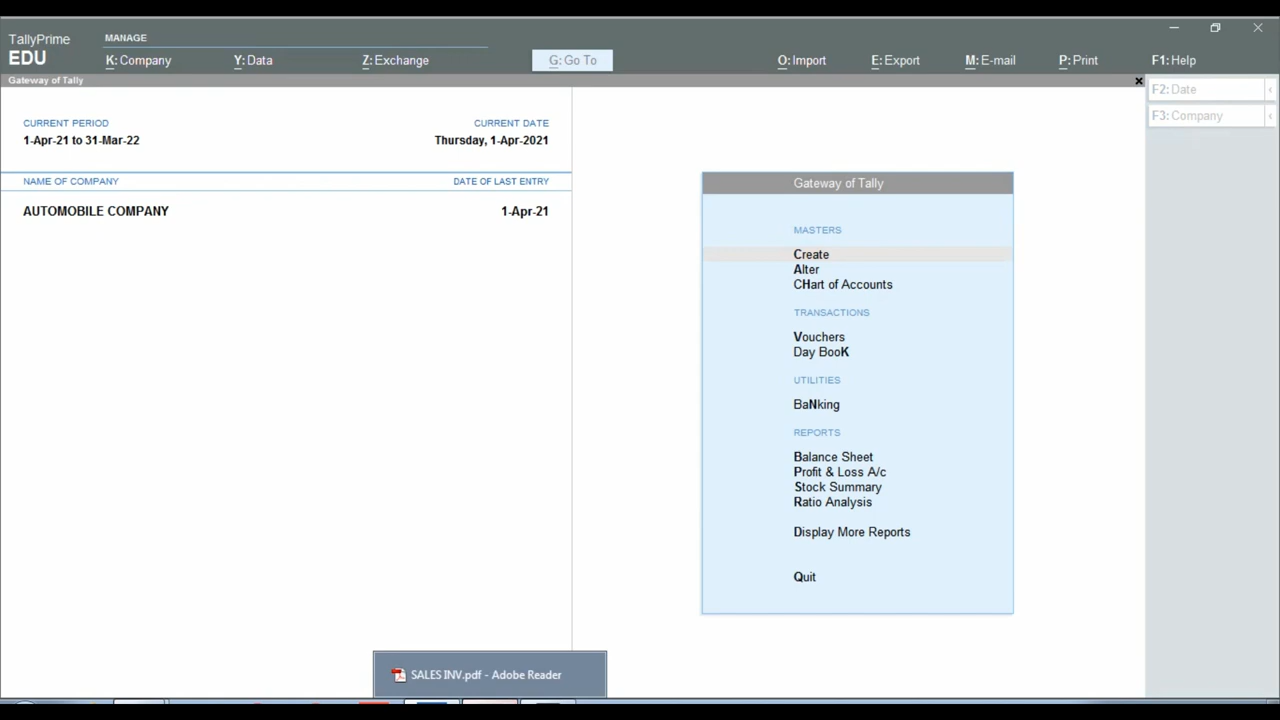 TallyPrime
EDU
MANAGE
K: Company
Y: Data
Z: Exchange
G: Go To
O: Import
E: Export
M: E-mail
P: Print
F1: Help
Gateway of Tally
F2: Date
F3: Company
CURRENT PERIOD
CURRENT DATE
1-Apr-21 to 31-Mar-22
Thursday, 1-Apr-2021
NAME OF COMPANY
DATE OF LAST ENTRY
AUTOMOBILE COMPANY
1-Apr-21
Gateway of Tally
MASTERS
Create
Alter
CHart of Accounts
TRANSACTIONS
Vouchers
Day BooK
UTILITIES
BaNking
REPORTS
Balance Sheet
Profit & Loss A/c
Stock Summary
Ratio Analysis
Display More Reports
Quit
SALES INV.pdf - Adobe Reader